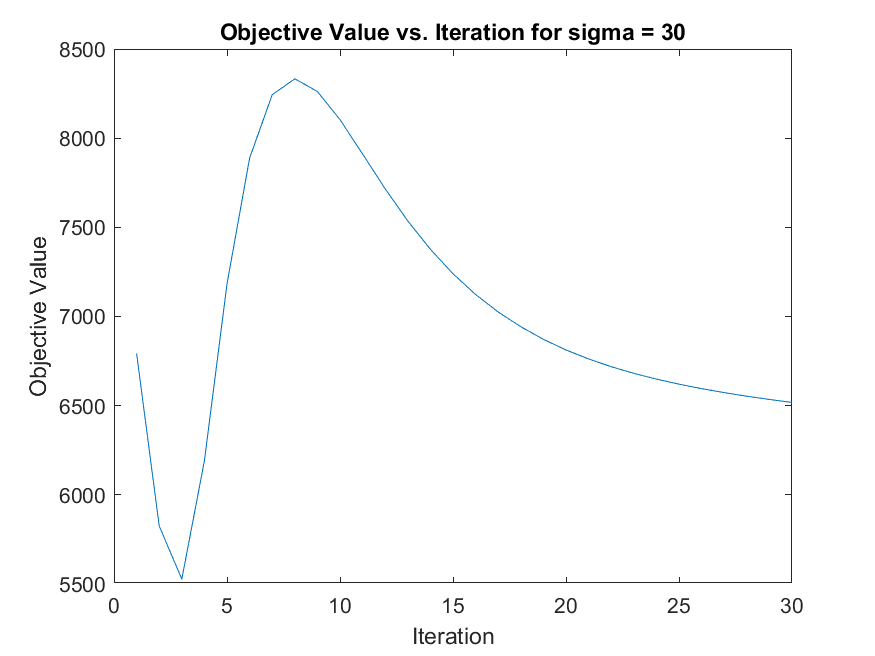 Objective Value vs. Iteration for sigma = 30
8500
8000
7500
7000
6500
6000
5500
Objective Value
0 5 10 15 20 25 30
Iteration